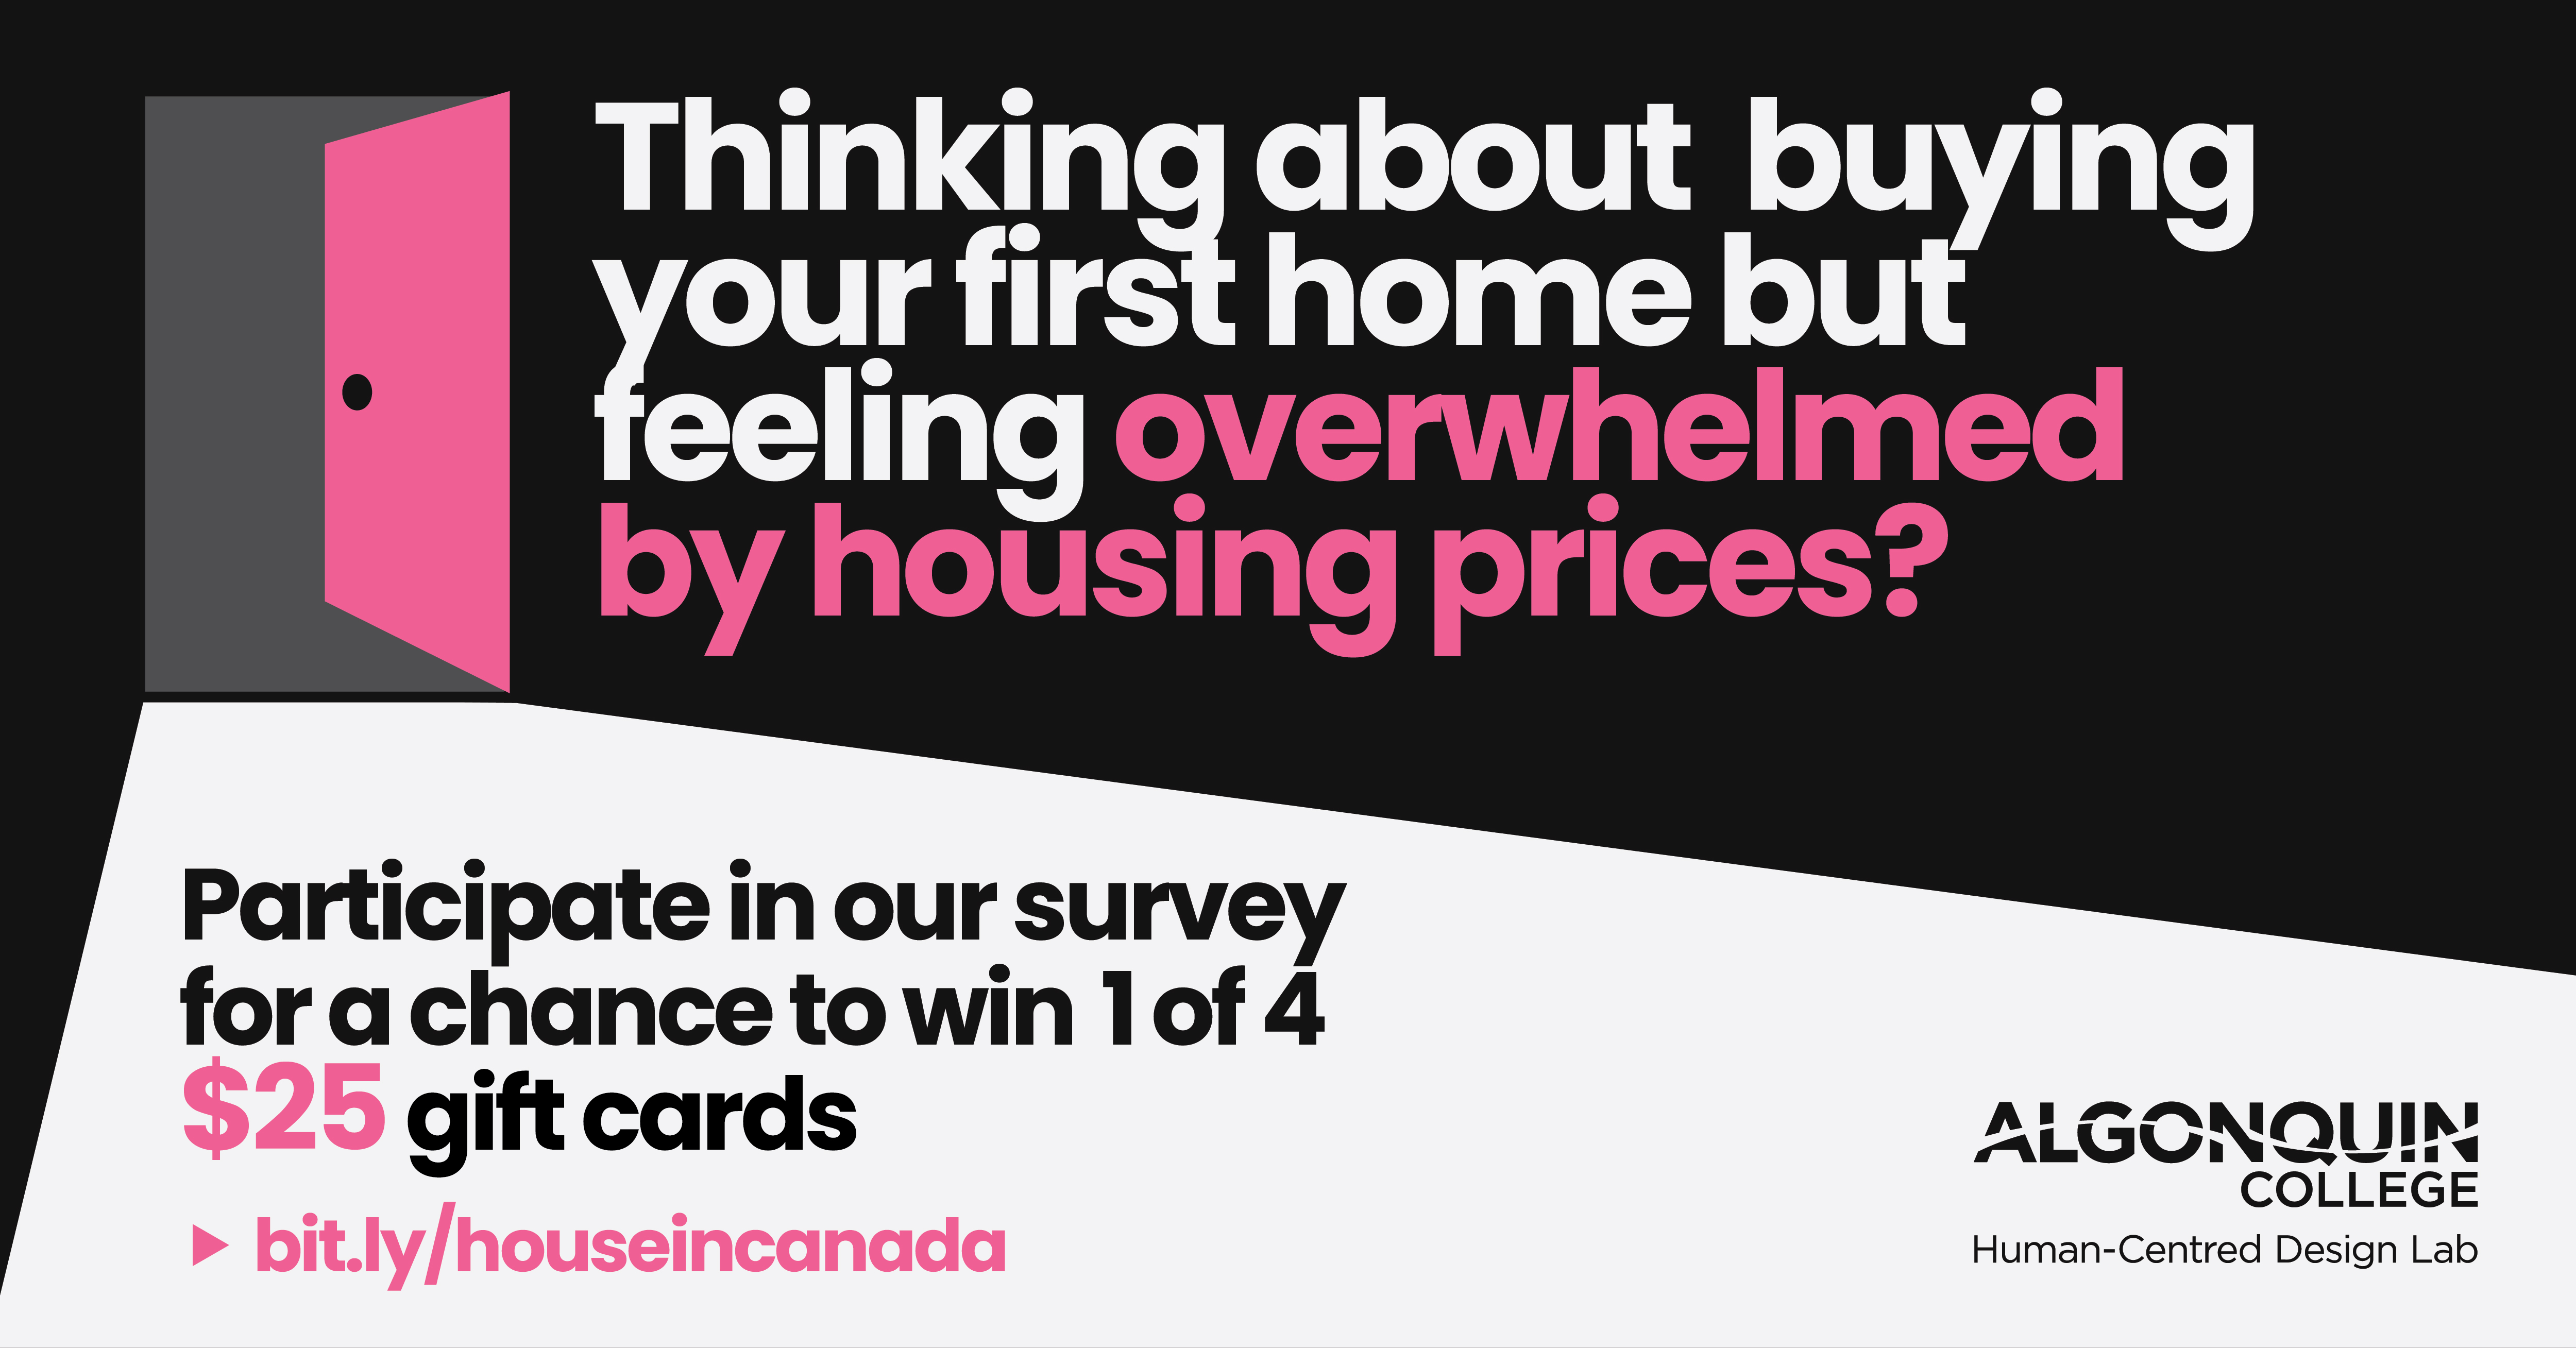 Thinking about buying
your first home but
feeling overwhelmed
by housing prices?
Participate in our survey
for a chance to win 1 of 4
$25 gift cards
bit.ly/houseincanada
ALGONQUIN
COLLEGE
Human-Centred Design Lab